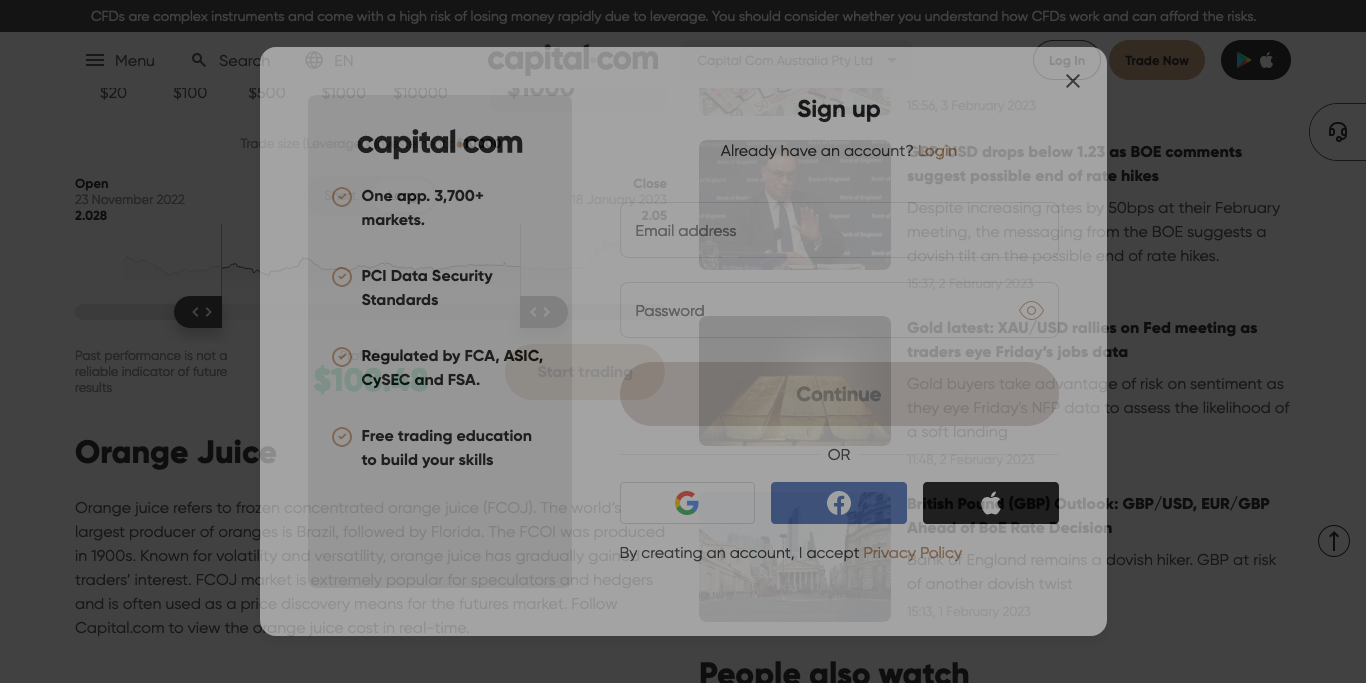 CFDs are complex instruments and come with a high risk of losing money rapidly due to leverage. You should consider whether you understand how CFDs work and can afford the risks.
Menu
Search
EN
capital.com
Capital Com Australia Pty Ltd
Log In
Trade Now
$20
$100
$500
$1000
$10000
$1000
Trade size (Leverage
Open
23 November 2022
2.028
Close
18 January 2023
2.05
Past performance is not a
reliable indicator of future
results
Start trading
Orange Juice
Orange juice refers to frozen concentrated orange juice (FCOJ). The world's
largest producer of oranges is Brazil, followed by Florida. The FCOI was produced
in 1900s. Known for volatility and versatility, orange juice has gradually gained
traders' interest. FCOJ market is extremely popular for speculators and hedgers
and is often used as a price discovery means for the futures market. Follow
Capital.com to view the orange juice cost in real-time.
capital.com
One app. 3,700+
markets.
PCI Data Security
Standards
Regulated by FCA, ASIC,
CySEC and FSA.
Free trading education
to build your skills
Sign up
Already have an account? Login
Email address
Password
Continue
OR
By creating an account, I accept Privacy Policy
15:56, 3 February 2023
GBP/USD drops below 1.23 as BOE comments
suggest possible end of rate hikes
Despite increasing rates by 50bps at their February
meeting, the messaging from the BOE suggests a
dovish tilt an the possible end of rate hikes.
15:37, 2 February 2023
Gold latest: XAU/USD rallies on Fed meeting as
traders eye Friday's jobs data
Gold buyers take advantage of risk on sentiment as
they eye Friday's NFP data to assess the likelihood of
a soft landing
11:48, 2 February 2023
British Pound (GBP) Outlook: GBP/USD, EUR/GBP
Ahead of BoE Rate Decision
Bank of England remains a dovish hiker. GBP at risk
of another dovish twist
15:13, 1 February 2023
People also watch